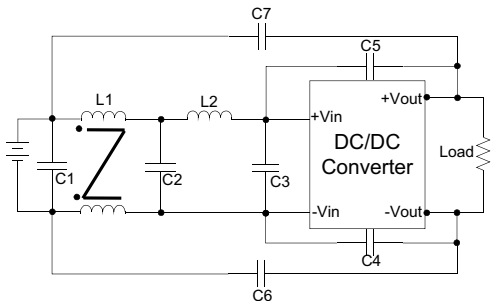 C7
C5
L1
L2
+Vin
+Vout
DC/DC
Converter
Load
C1
C2
C3
-Vin
-Vout
C4
C6